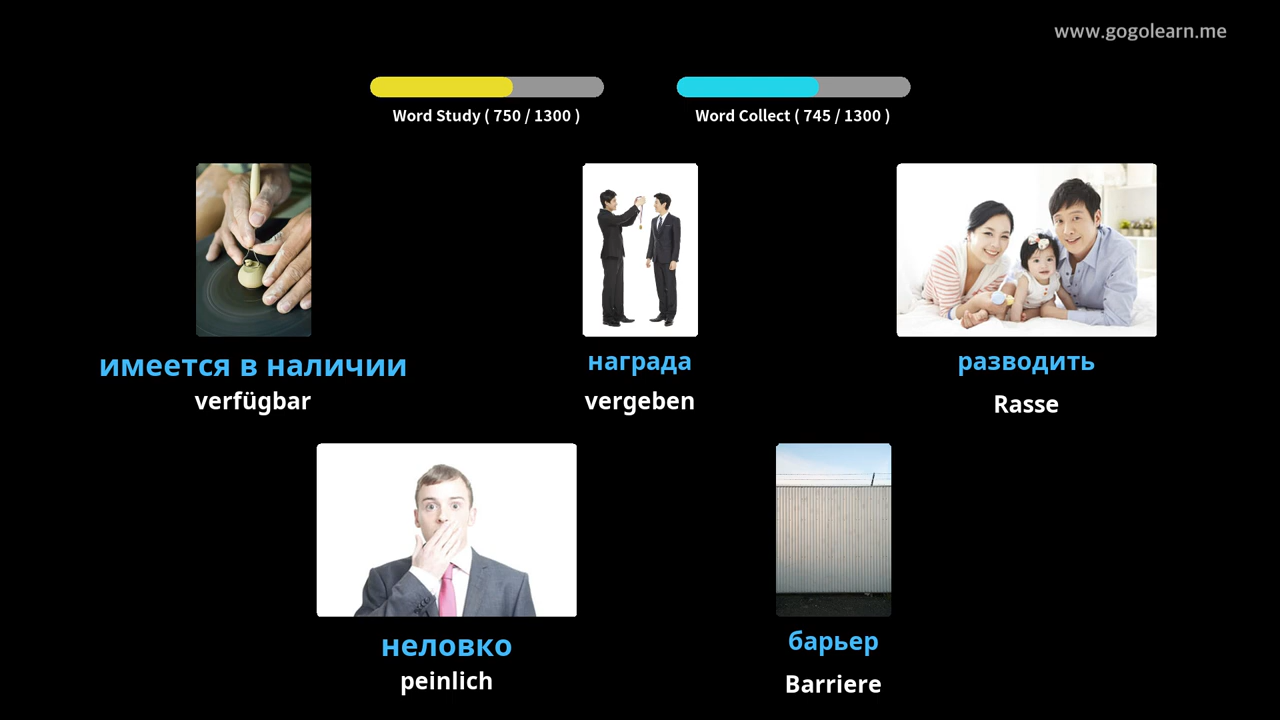 www.gogolearn.me
Word Study ( 750 / 1300 )
Word Collect ( 745 / 1300 )
имеется в наличии
verfügbar
награда
vergeben
разводить
Rasse
неловко
peinlich
барьер
Barriere